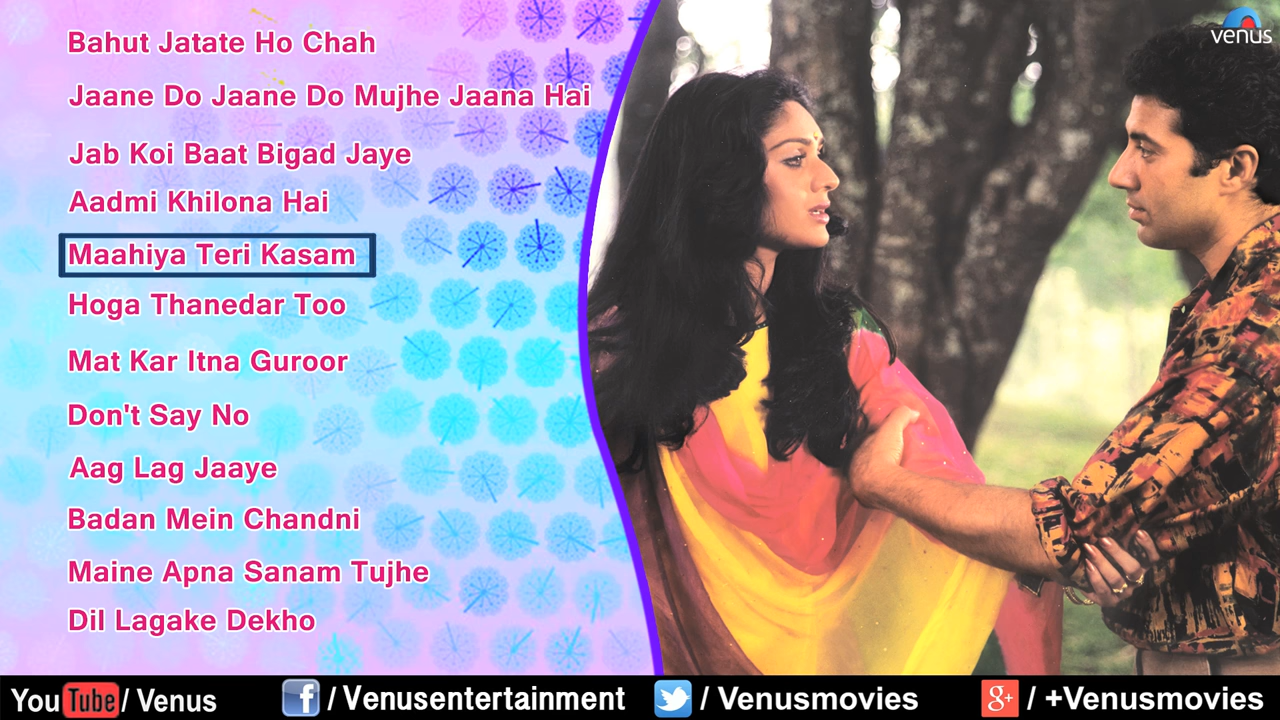 venus
Bahut Jatate Ho Chah
Jaane Do Jaane Do Mujhe Jaana Hai
Jab Koi Baat Bigad Jaye
Aadmi Khilona Hai
Maahiya Teri Kasam
Hoga Thanedar Too
Mat Kar Itna Guroor
Don't Say No
Aag Lag Jaaye
Badan Mein Chandni
Maine Apna Sanam Tujhe
Dil Lagake Dekho
YouTube / Venus f / Venusentertainment / Venusmovies g+ / +Venusmovies